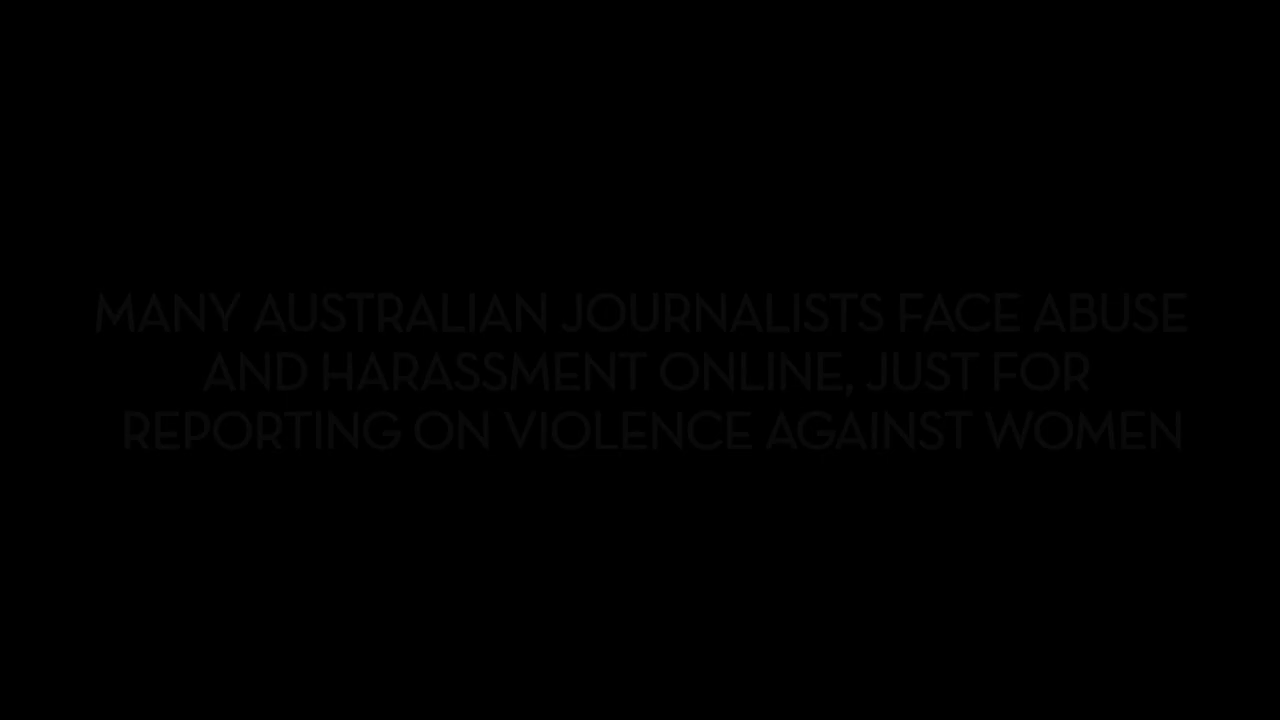 MANY AUSTRALIAN JOURNALISTS FACE ABUSE
AND HARASSMENT ONLINE, JUST FOR
REPORTING ON VIOLENCE AGAINST WOMEN